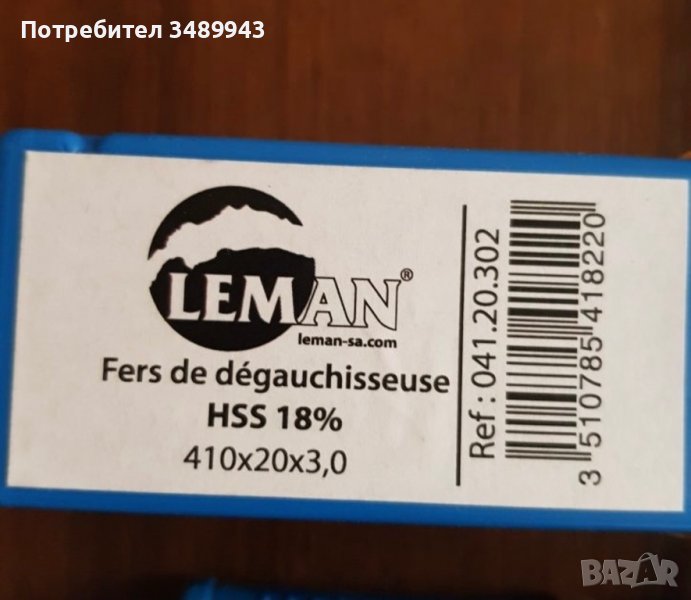 Потребител 3489943
LEMAN®
leman-sa.com
Fers de dégauchisseuse
HSS 18%
410x20x3,0
Ref : 041.20.302
3 510785 418220
BAZAR